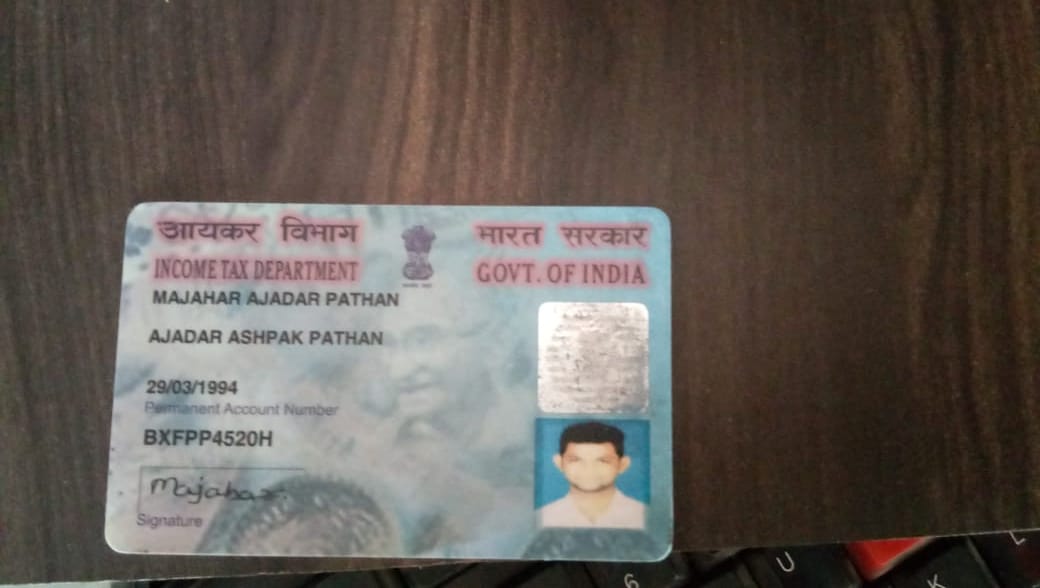 आयकर विभाग भारत सरकार
INCOME TAX DEPARTMENT GOVT. OF INDIA
MAJAHAR AJADAR PATHAN
AJADAR ASHPAK PATHAN
29/03/1994
Permanent Account Number
BXFPP4520H
Majahar.
Signature
6 U K L